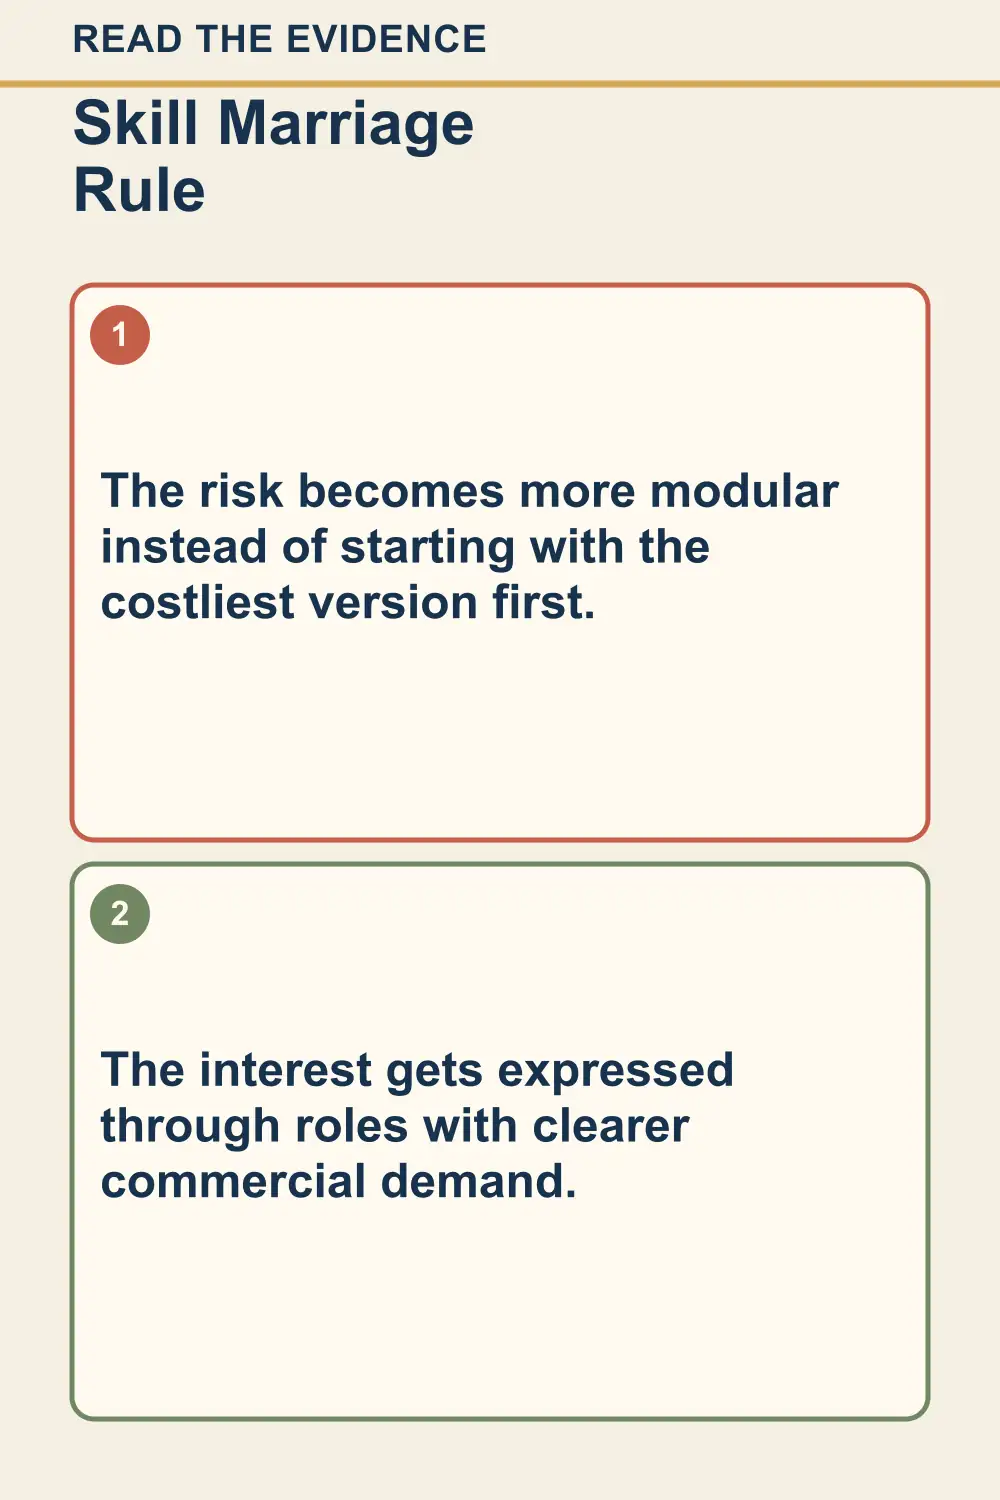 READ THE EVIDENCE
Skill Marriage
Rule
1
The risk becomes more modular
instead of starting with the
costliest version first.
2
The interest gets expressed
through roles with clearer
commercial demand.